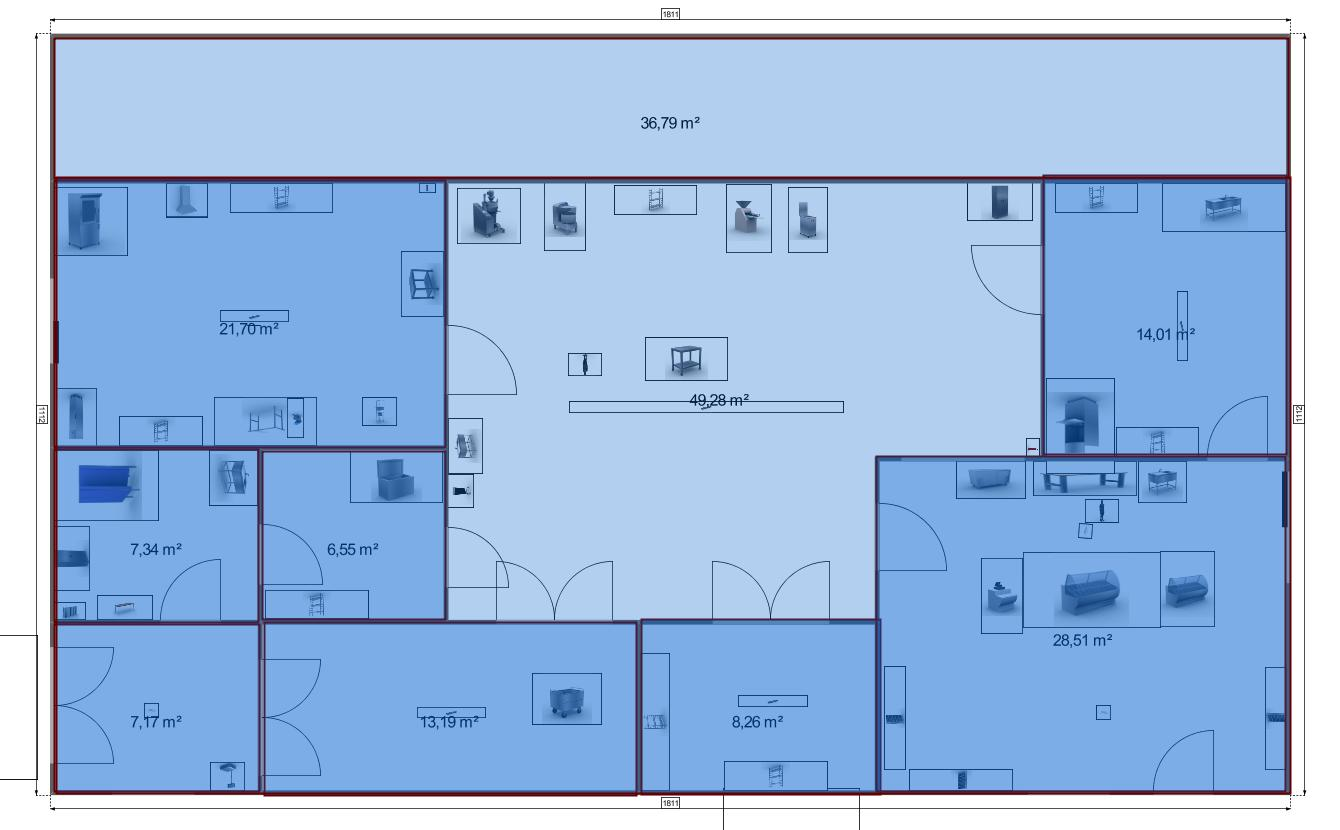 1811
36,79 m²
21,70 m²
14,01 m²
49,28 m²
1112
1112
7,34 m²
6,55 m²
28,51 m²
7,17 m²
13,19 m²
8,26 m²
1811